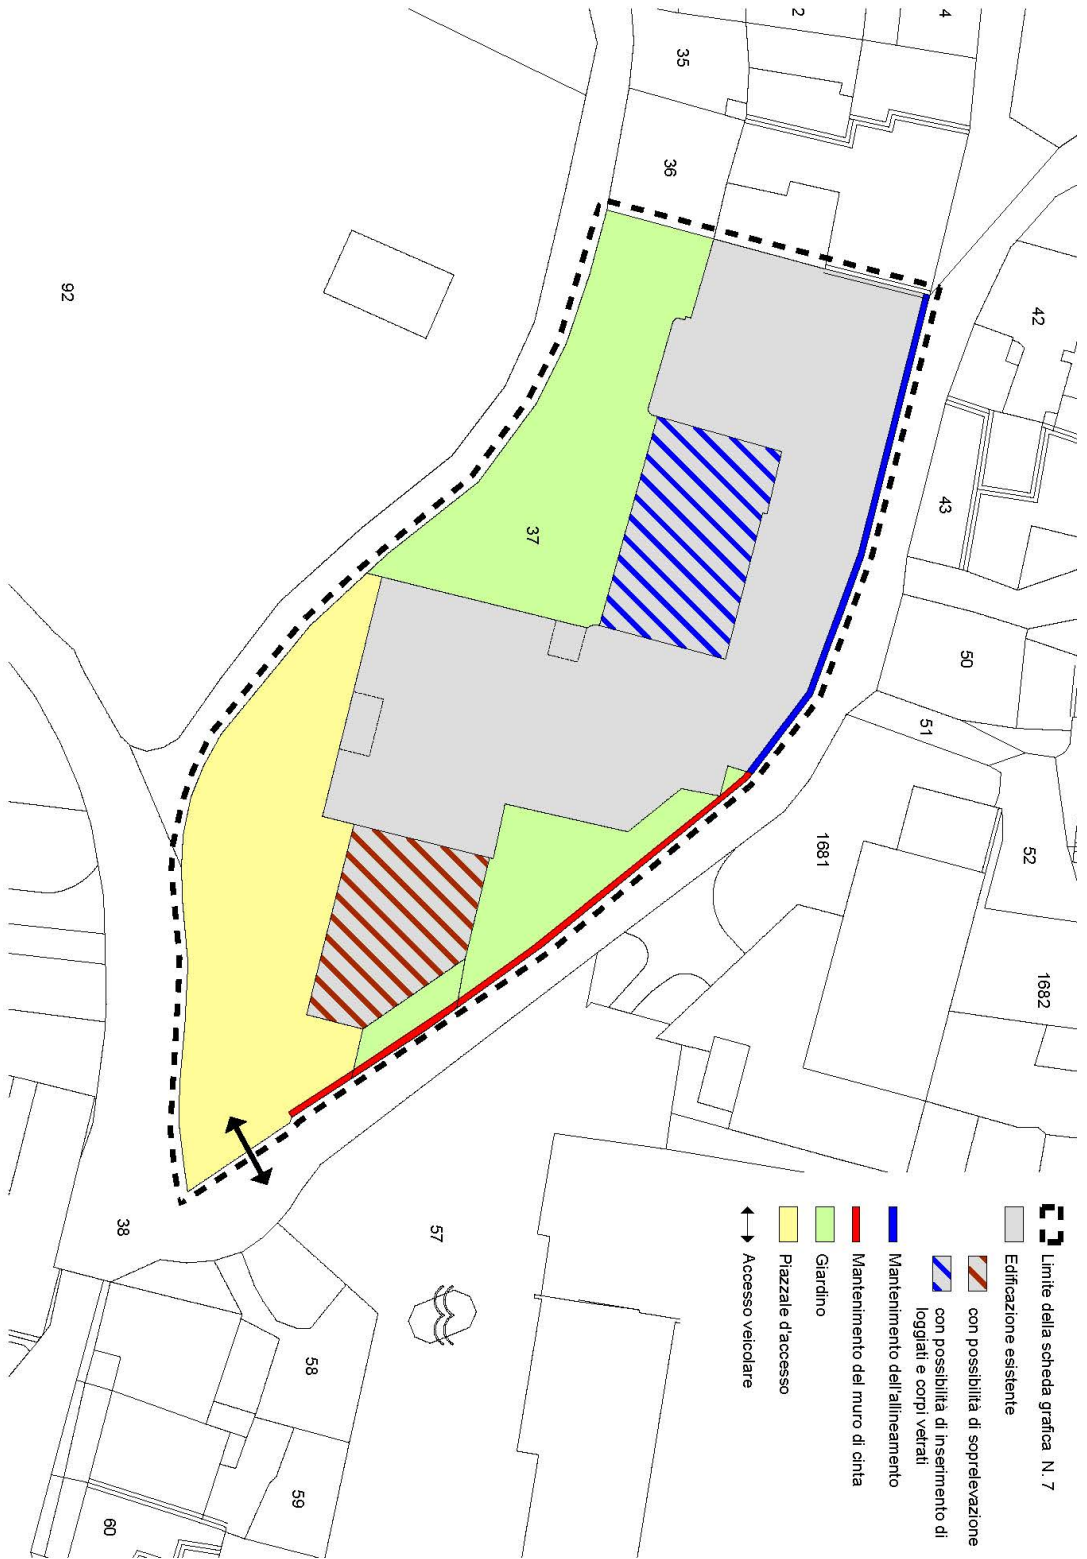 Limite della scheda grafica N. 7
Edificazione esistente
con possibilità di soprelevazione
con possibilità di inserimento di
loggiati e corpi vetrati
Mantenimento dell'allineamento
Mantenimento del muro di cinta
Giardino
Piazzale d'accesso
Accesso veicolare
4
2
35
36
42
43
92
37
50
51
52
1681
1682
38
57
58
59
60